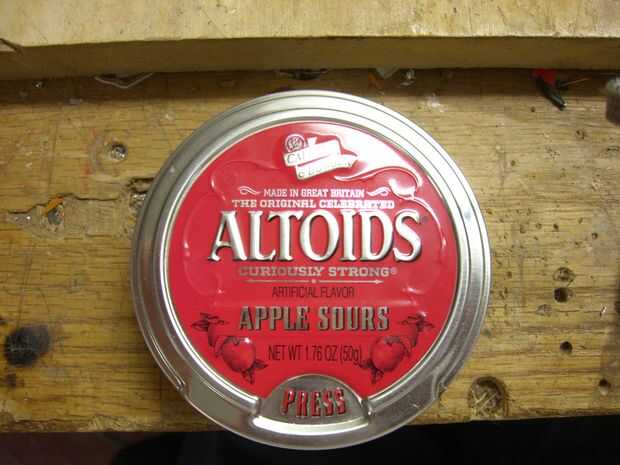 MADE IN GREAT BRITAIN
THE ORIGINAL CELEBRATED
ALTOIDS®
CURIOUSLY STRONG®
ARTIFICIAL FLAVOR
APPLE SOURS
NET WT 1.76 OZ (50g)
PRESS